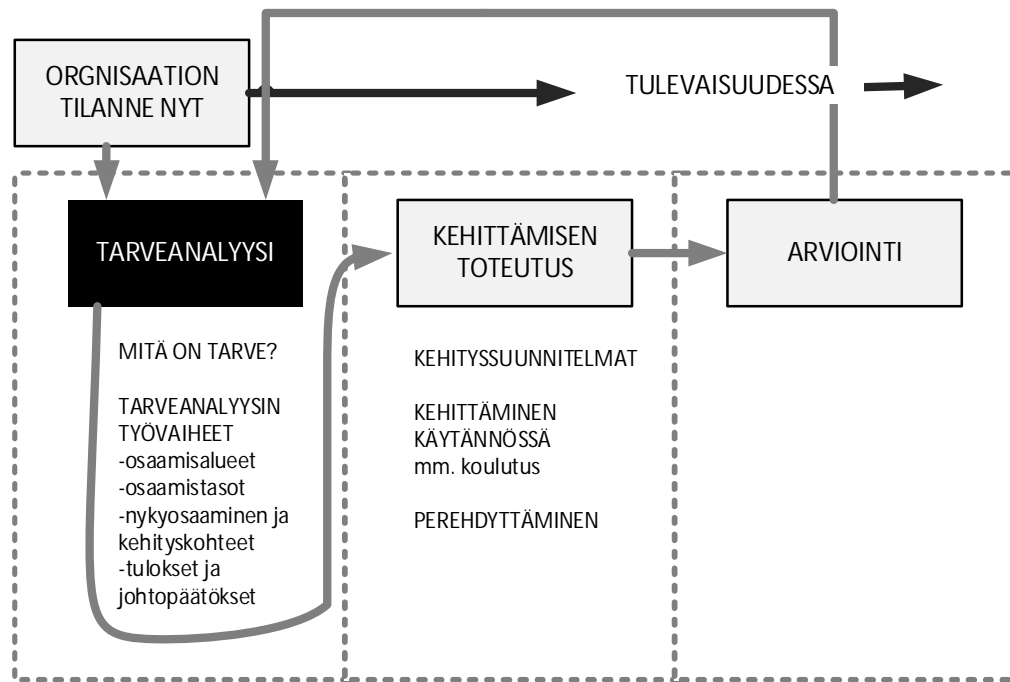 ORGNISAATION
TILANNE NYT
TULEVAISUUDESSA
TARVEANALYYSI
MITÄ ON TARVE?
TARVEANALYYSIN
TYÖVAIHEET
-osaamisalueet
-osaamistasot
-nykyosaaminen ja
kehityskohteet
-tulokset ja
johtopäätökset
KEHITTÄMISEN
TOTEUTUS
KEHITYSSUUNNITELMAT
KEHITTÄMINEN
KÄYTÄNNÖSSÄ
mm. koulutus
PEREHDYTTÄMINEN
ARVIOINTI